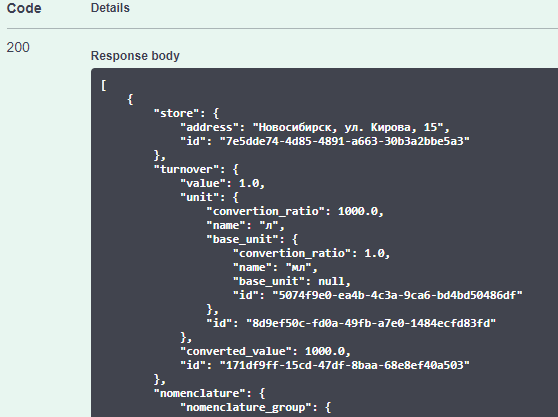 Code Details
200
Response body
[
{
"store": {
"address": "Новосибирск, ул. Кирова, 15",
"id": "7e5dde74-4d85-4891-a663-30b3a2bbe5a3"
},
"turnover": {
"value": 1.0,
"unit": {
"convertion_ratio": 1000.0,
"name": "л",
"base_unit": {
"convertion_ratio": 1.0,
"name": "мл",
"base_unit": null,
"id": "5074f9e0-ea4b-4c3a-9ca6-bd4bd50486df"
},
"id": "8d9ef50c-fd0a-49fb-a7e0-1484ecfd83fd"
},
"converted_value": 1000.0,
"id": "171df9ff-15cd-47df-8baa-68e8ef40a503"
},
"nomenclature": {
"nomenclature_group": {